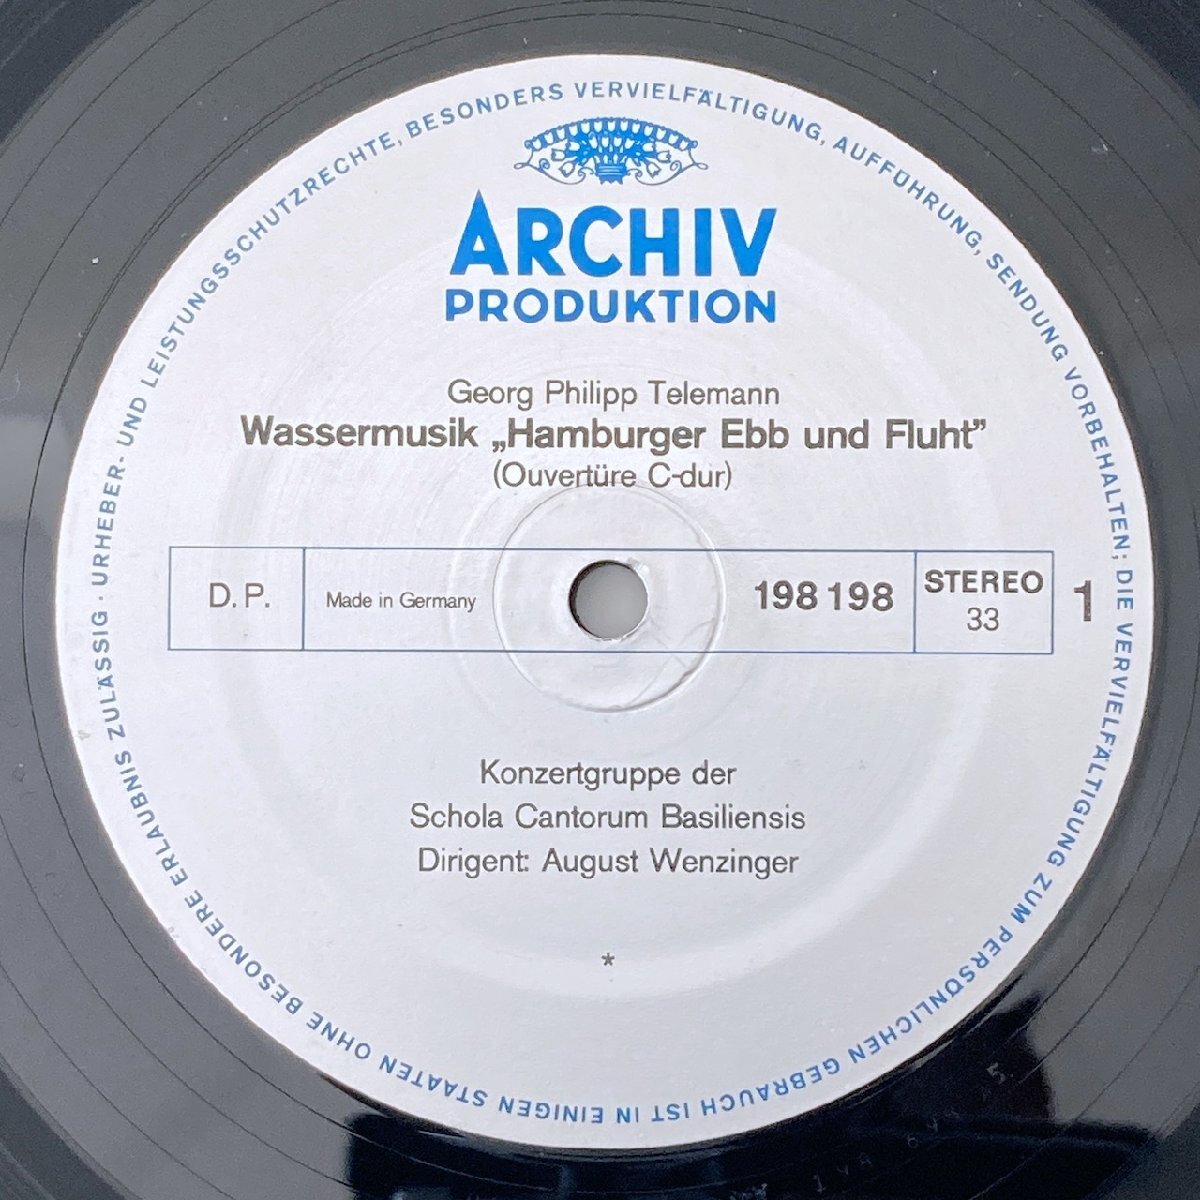 URHEBER- UND LEISTUNGSSCHUTZRECHTE, BESONDERS VERVIELFÄLTIGUNG, AUFFÜHRUNG, SENDUNG VORBEHALTEN; DIE VERVIELFÄLTIGUNG ZUM PERSÖNLICHEN GEBRAUCH IST IN EINIGEN STAATEN OHNE BESONDERE ERLAUBNIS ZULÄSSIG ·
ARCHIV
PRODUKTION
Georg Philipp Telemann
Wassermusik „Hamburger Ebb und Fluht”
(Ouvertüre C-dur)
D. P. Made in Germany 198 198 STEREO 1
33
Konzertgruppe der
Schola Cantorum Basiliensis
Dirigent: August Wenzinger
*